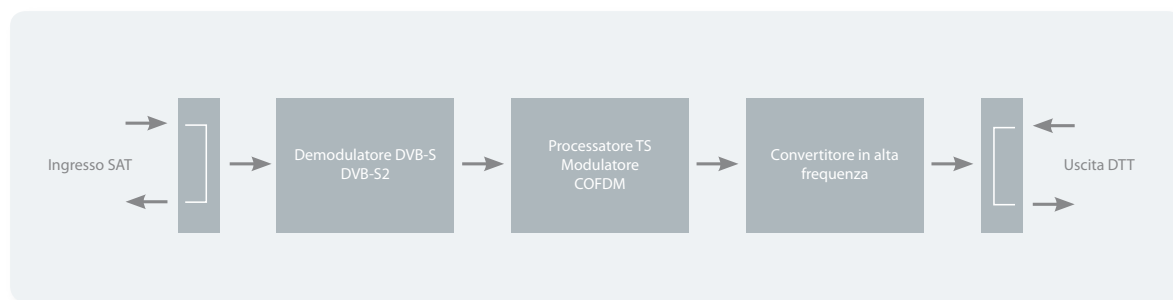 Ingresso SAT
Demodulatore DVB-S
DVB-S2
Processatore TS
Modulatore
COFDM
Convertitore in alta
frequenza
Uscita DTT